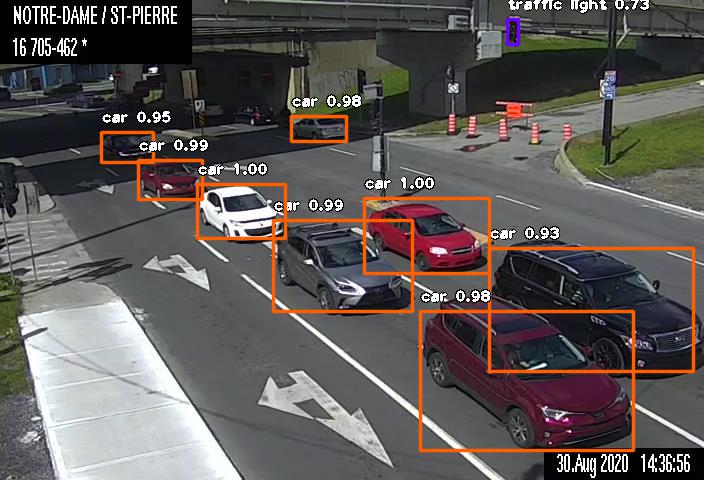 NOTRE-DAME / ST-PIERRE
16 705-462 *
traffic light 0.73
car 0.98
car 0.95
car 0.99
car 1.00
car 1.00
car 0.99
car 0.93
car 0.98
30.Aug 2020 14:36:56